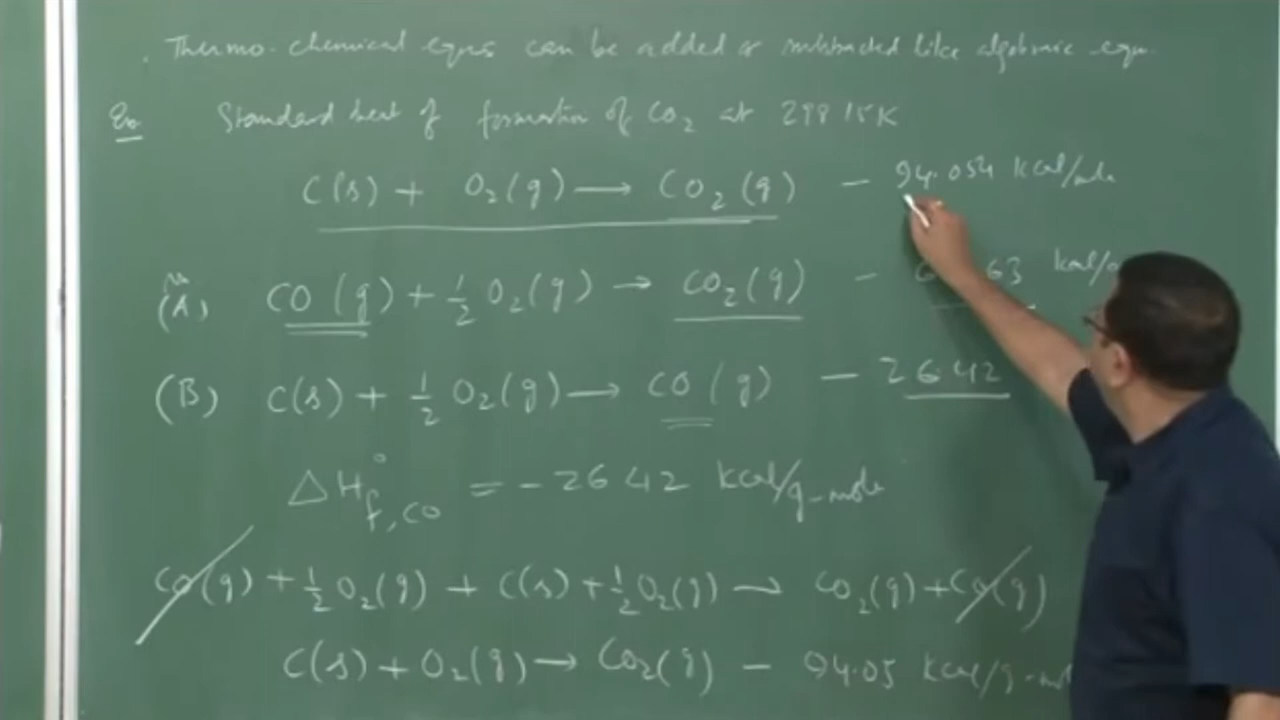 . Thermo-chemical eqns can be added or subtracted like algebraic eqn.
Ex. Standard heat of formation of CO₂ at 298 15K
C(s) + O₂(g) ⟶ CO₂(g) - 94.054 kcal/mole
(A) CO(g) + ½ O₂(g) → CO₂(g) - 63 kcal/g
(B) C(s) + ½ O₂(g) ⟶ CO(g) - 26.42
ΔH°f,CO = - 26 42 kcal/g-mole
CO(g) + ½ O₂(g) + C(s) + ½ O₂(g) → CO₂(g) + CO(g)
C(s) + O₂(g) ⟶ CO₂(g) - 94.05 kcal/g-mol